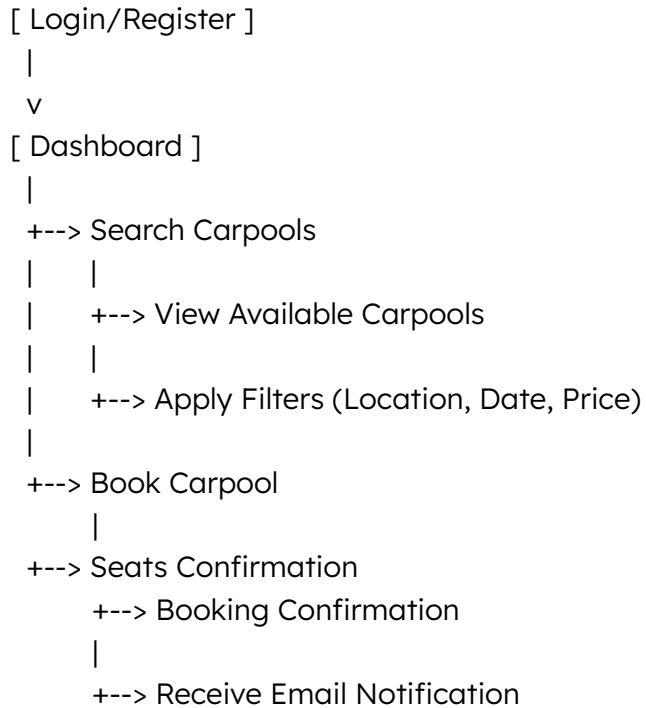 [ Login/Register ]
  |
  v
[ Dashboard ]
  |
  +--> Search Carpools
  |      |
  |      +--> View Available Carpools
  |      |
  |      +--> Apply Filters (Location, Date, Price)
  |
  +--> Book Carpool
         |
  +--> Seats Confirmation
         +--> Booking Confirmation
         |
         +--> Receive Email Notification